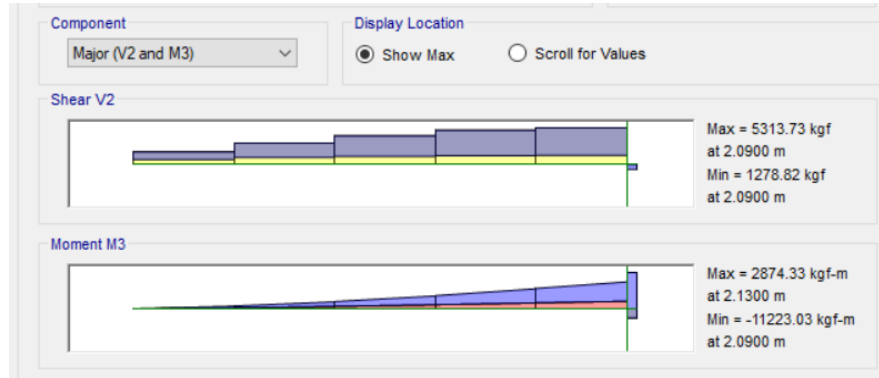 Component
Display Location
Major (V2 and M3)
Show Max
Scroll for Values
Shear V2
Max = 5313.73 kgf
at 2.0900 m
Min = 1278.82 kgf
at 2.0900 m
Moment M3
Max = 2874.33 kgf-m
at 2.1300 m
Min = -11223.03 kgf-m
at 2.0900 m